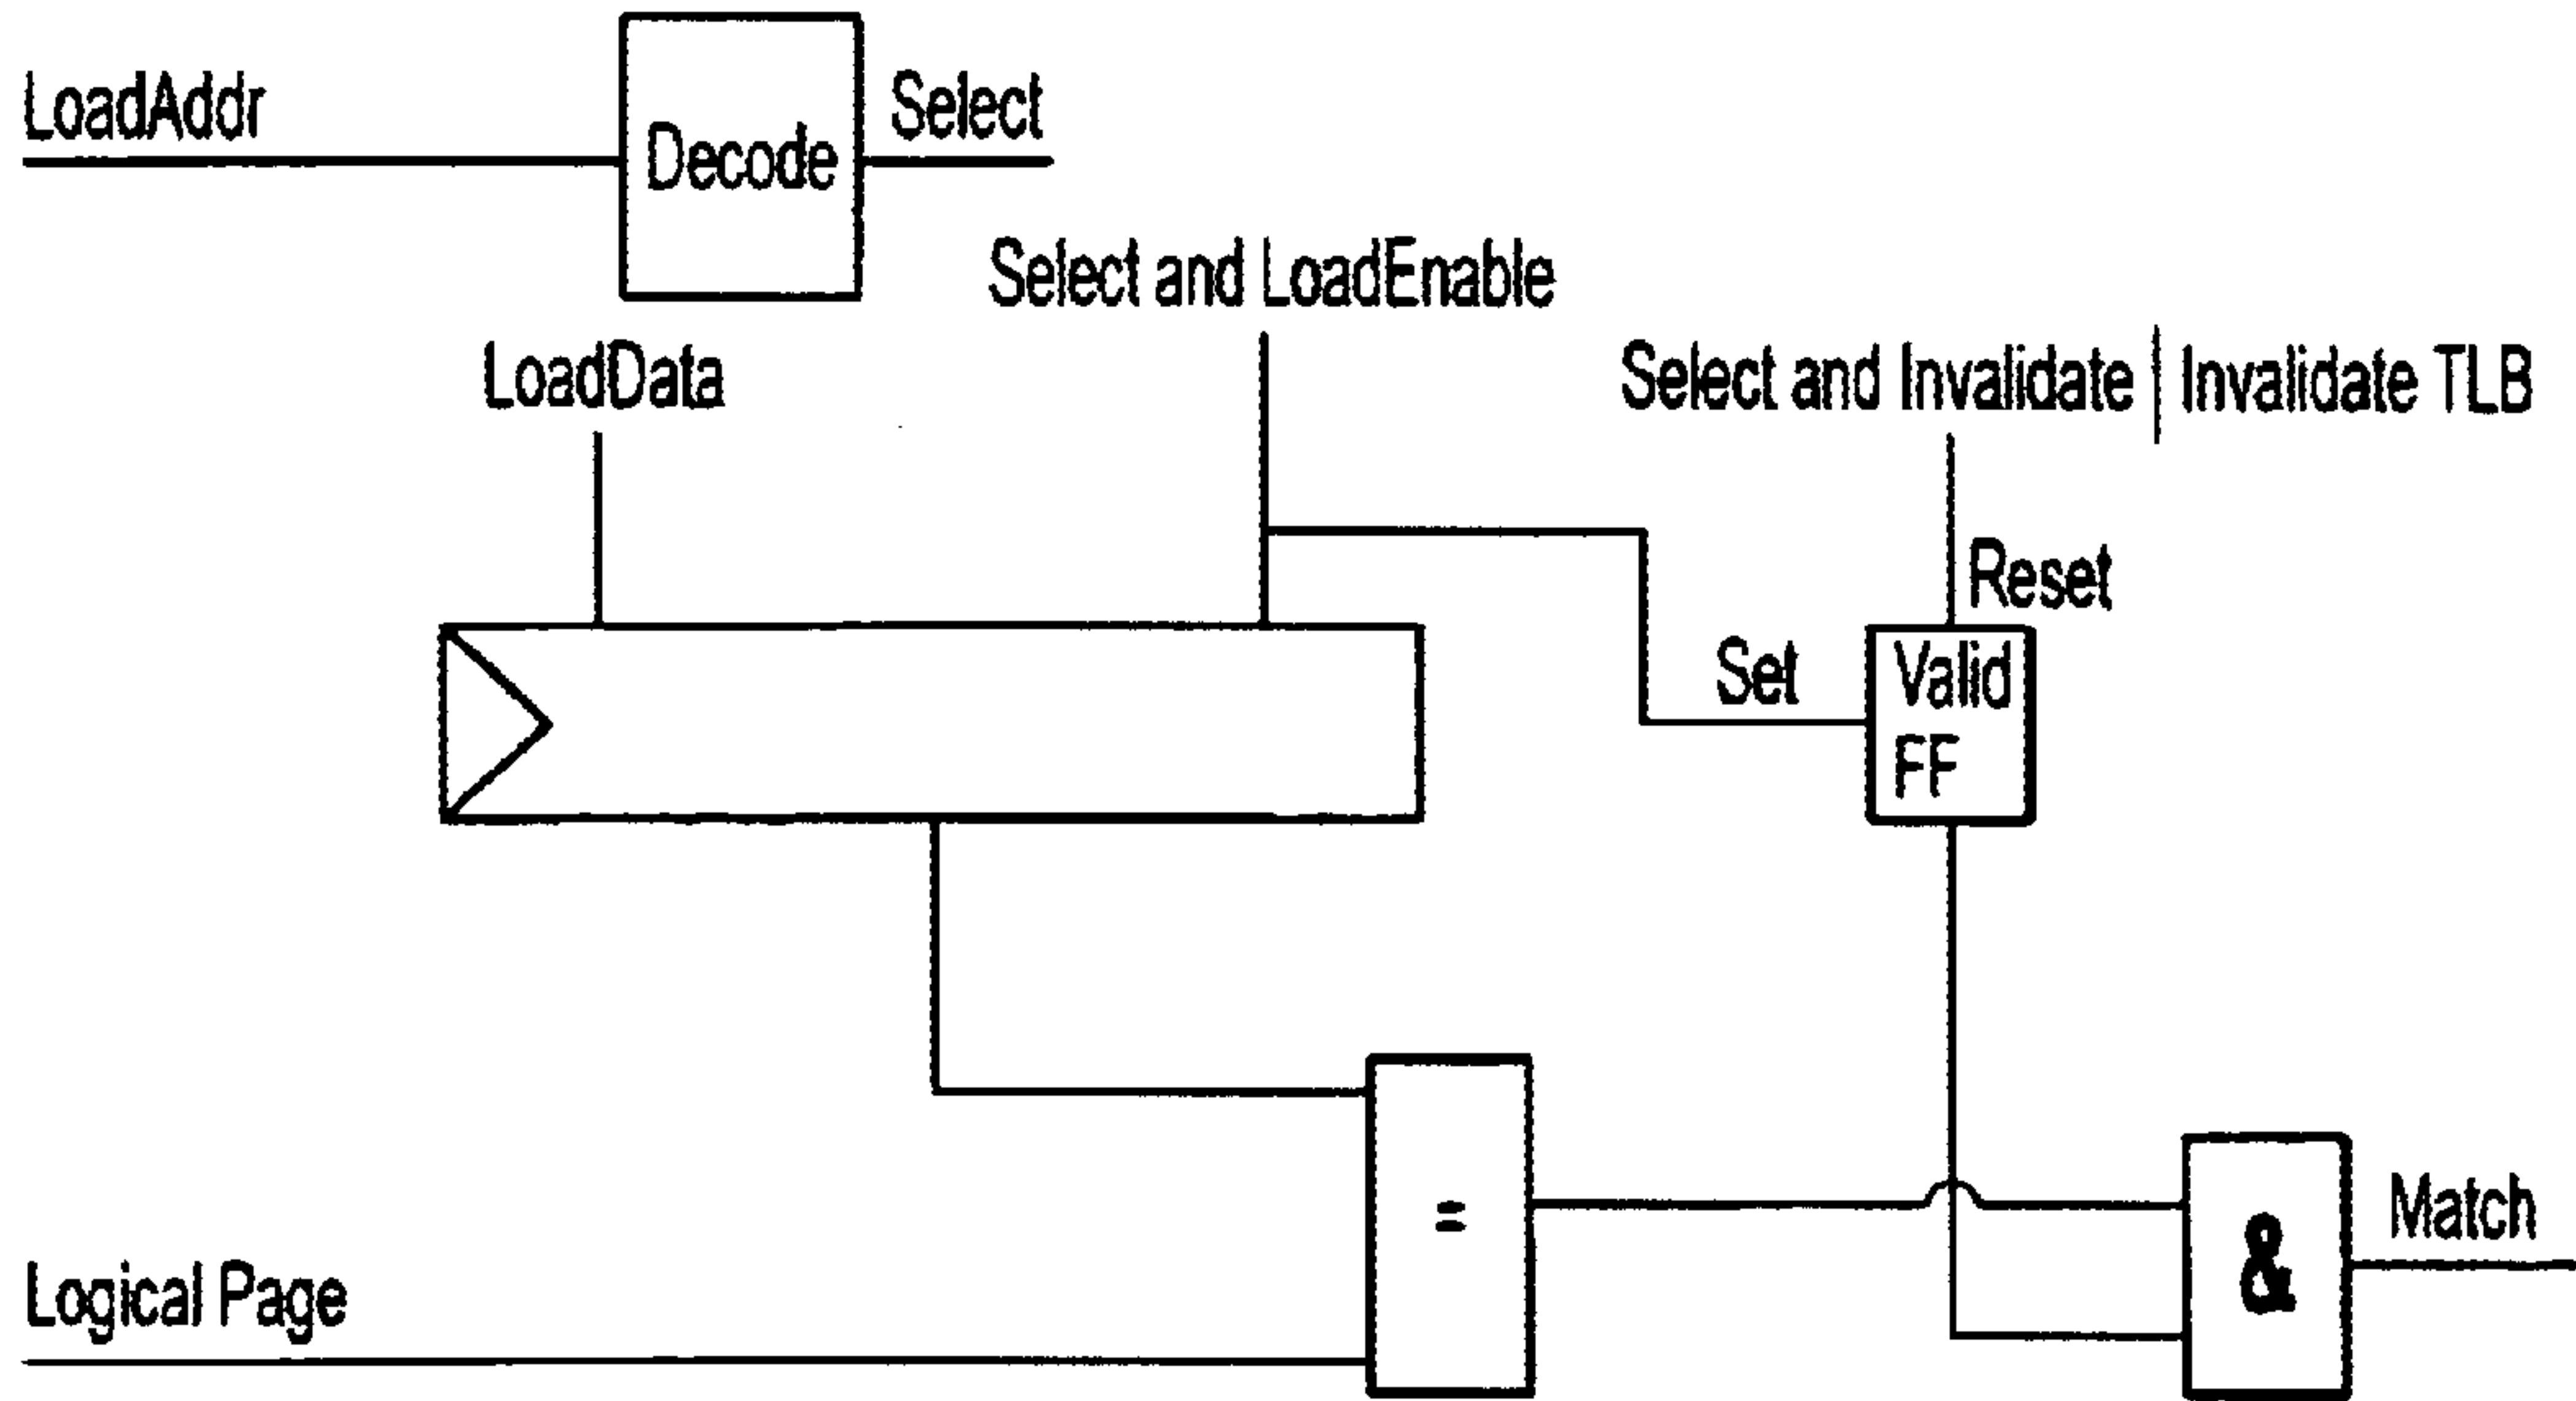 LoadAddr
Decode
Select
Select and LoadEnable
LoadData
Select and Invalidate | Invalidate TLB
Reset
Set
Valid
FF
=
&
Match
Logical Page